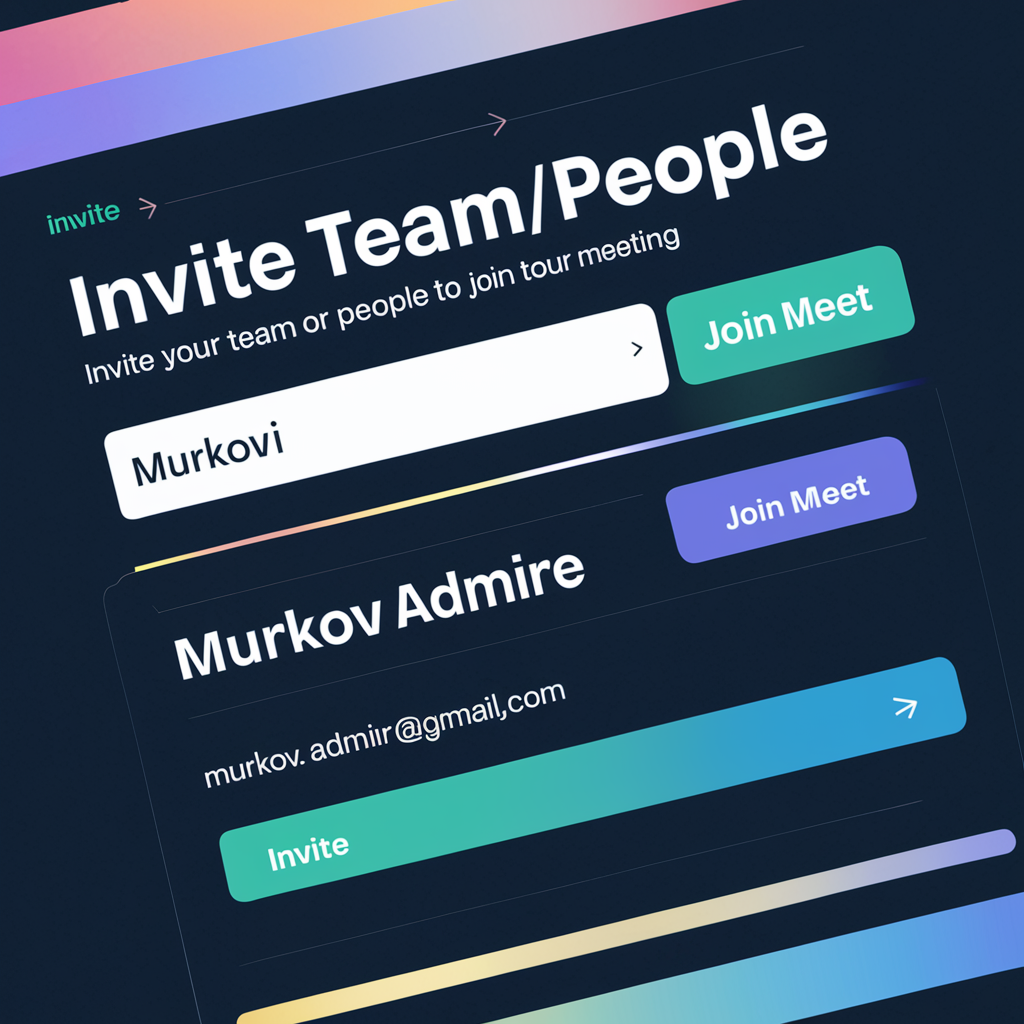 invite
Invite Team/People
Invite your team or people to join tour meeting
Murkovi
Join Meet
Join Meet
Murkov Admire
murkov. admiir@gmail,com
Invite